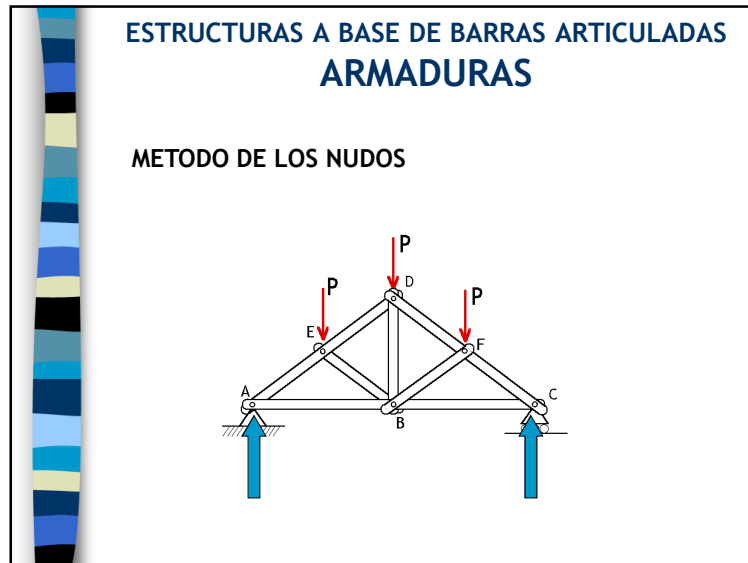 ESTRUCTURAS A BASE DE BARRAS ARTICULADAS
ARMADURAS
METODO DE LOS NUDOS
P
D
P
P
E
F
A
C
B